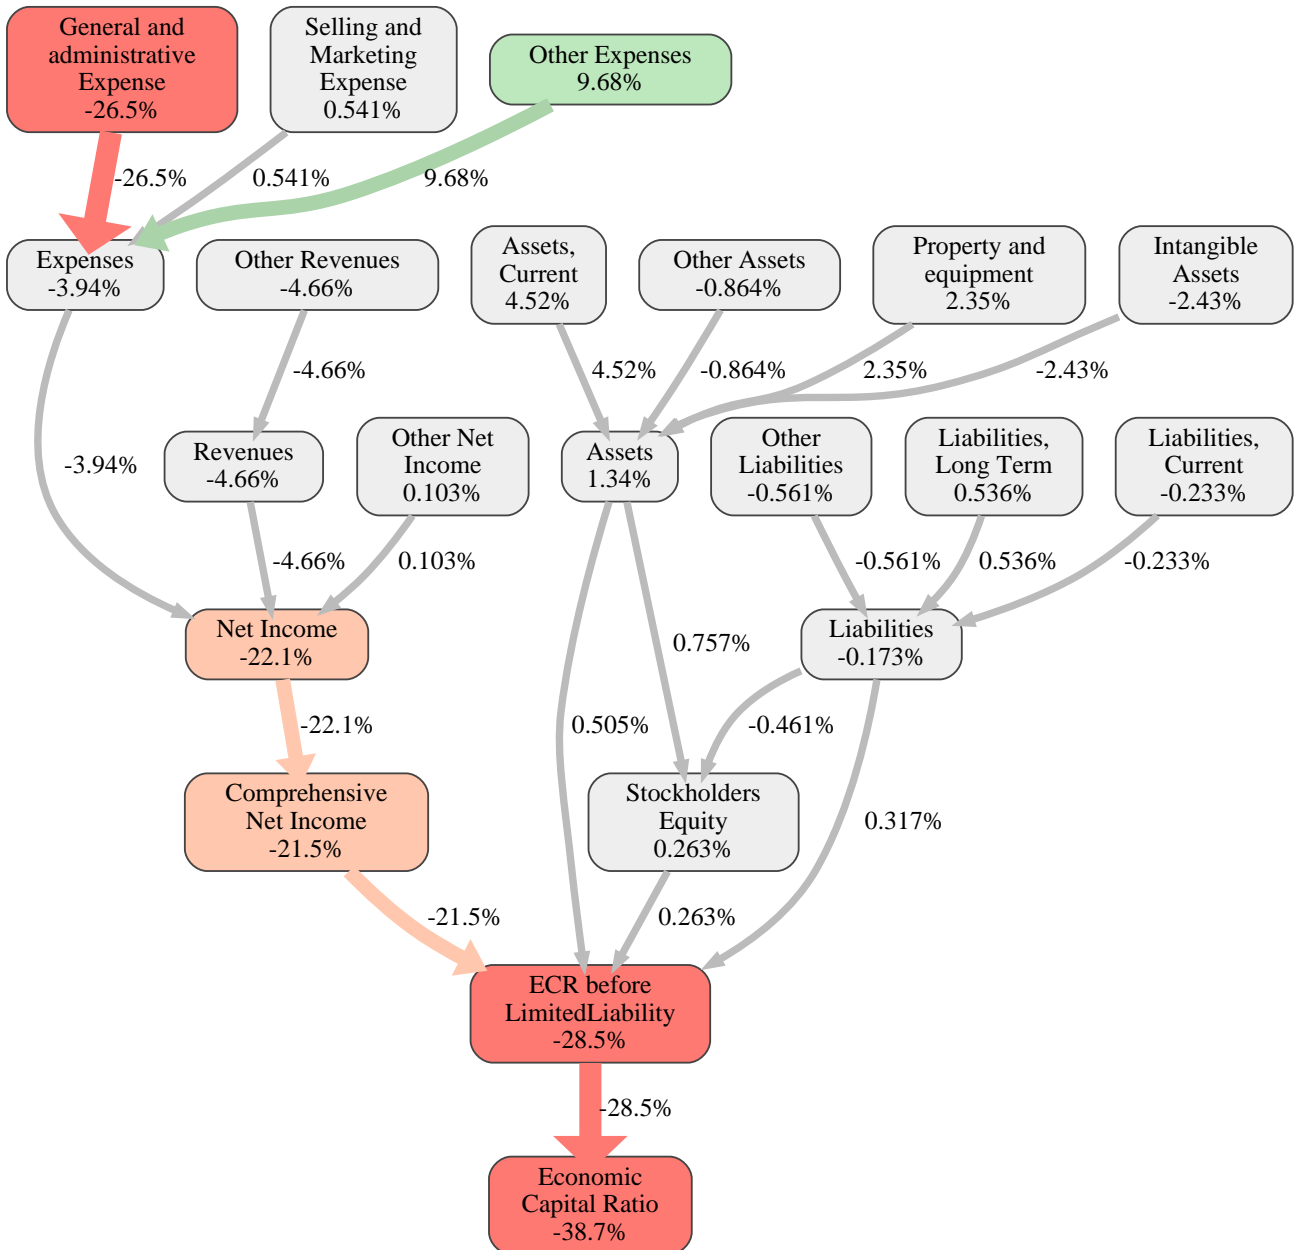 General and
administrative
Expense
-26.5%
Selling and
Marketing
Expense
0.541%
Other Expenses
9.68%
-26.5%
0.541%
9.68%
Expenses
-3.94%
Other Revenues
-4.66%
Assets,
Current
4.52%
Other Assets
-0.864%
Property and
equipment
2.35%
Intangible
Assets
-2.43%
-4.66%
4.52%
-0.864%
2.35%
-2.43%
-3.94%
Revenues
-4.66%
Other Net
Income
0.103%
Assets
1.34%
Other
Liabilities
-0.561%
Liabilities,
Long Term
0.536%
Liabilities,
Current
-0.233%
-4.66%
0.103%
-0.561%
0.536%
-0.233%
Net Income
-22.1%
0.757%
Liabilities
-0.173%
-22.1%
0.505%
-0.461%
Comprehensive
Net Income
-21.5%
Stockholders
Equity
0.263%
0.317%
-21.5%
0.263%
ECR before
LimitedLiability
-28.5%
-28.5%
Economic
Capital Ratio
-38.7%